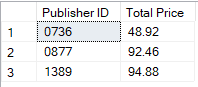 Publisher ID Total Price
1 0736 48.92
2 0877 92.46
3 1389 94.88